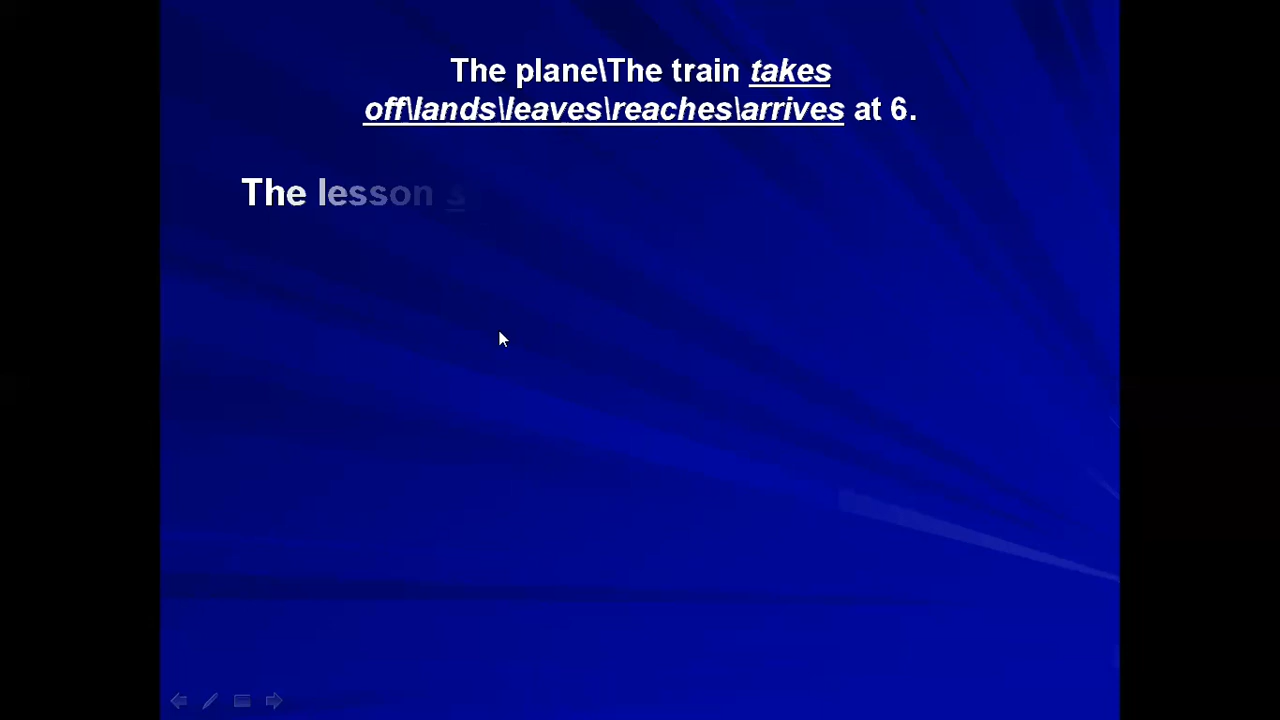 The plane\The train takes
off\lands\leaves\reaches\arrives at 6.
The lesson s